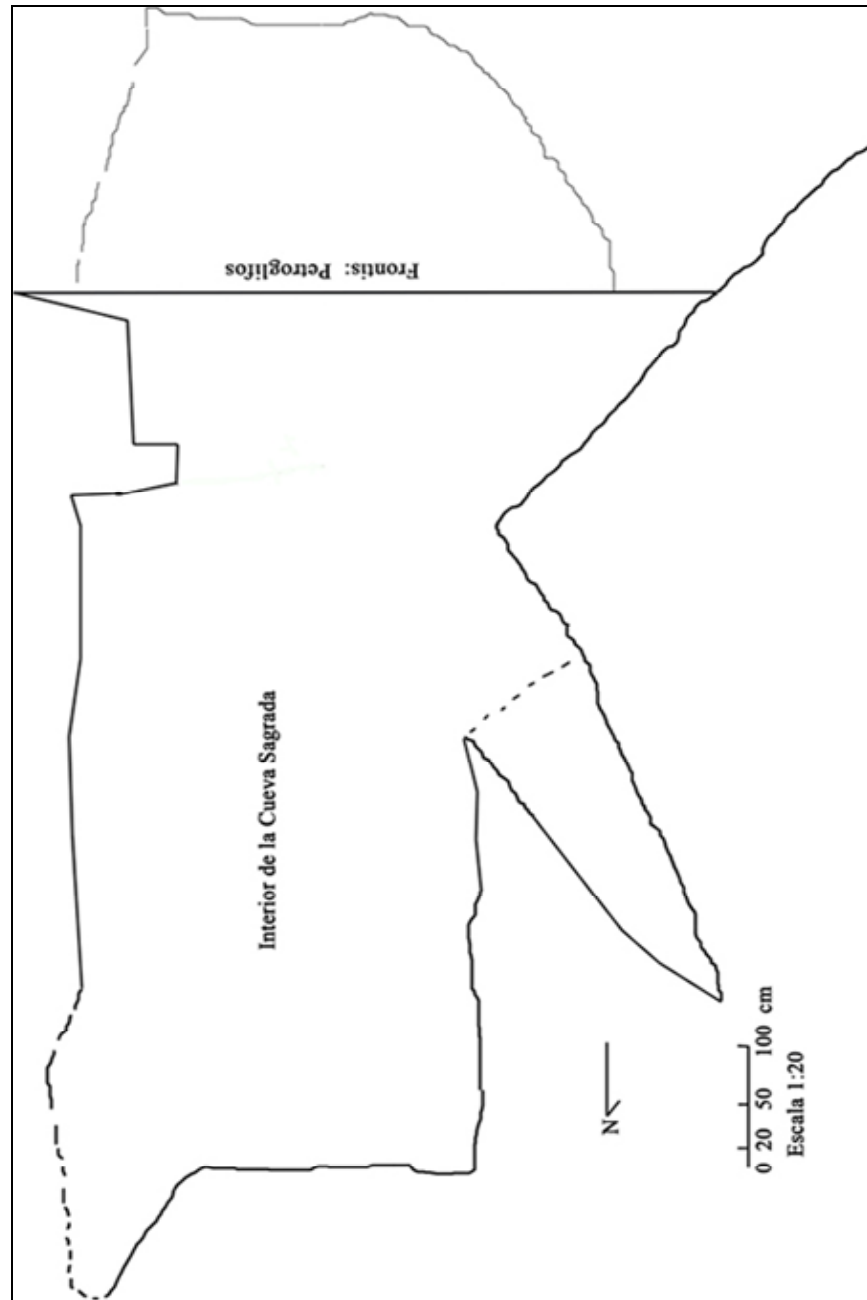 Frontis: Petroglifos
Interior de la Cueva Sagrada
N
0 20 50 100 cm
Escala 1:20